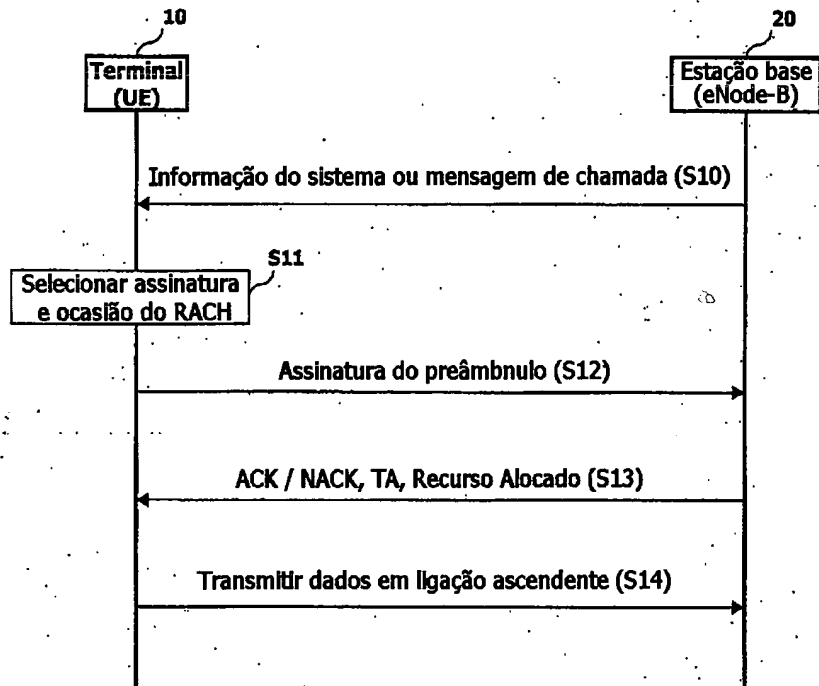 10
20
Terminal
(UE)
Estação base
(eNode-B)
Informação do sistema ou mensagem de chamada (S10)
S11
Selecionar assinatura
e ocasião do RACH
Assinatura do preâmbnulo (S12)
ACK / NACK, TA, Recurso Alocado (S13)
Transmitir dados em ligação ascendente (S14)